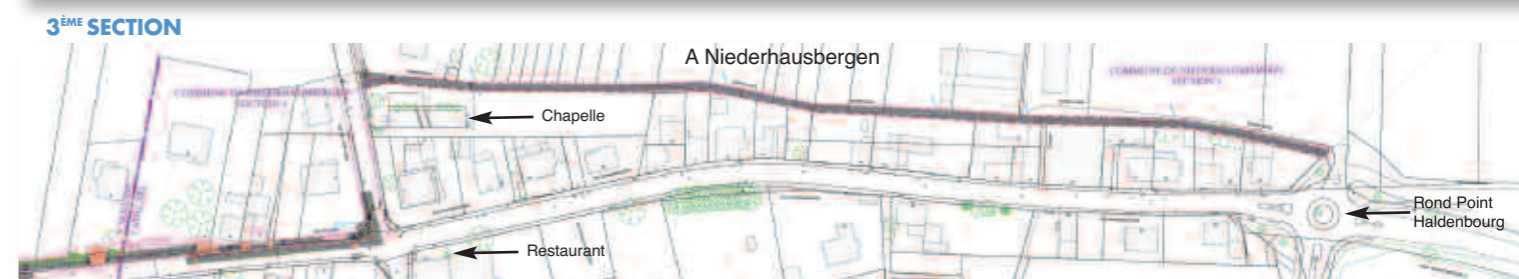 3ÈME SECTION
A Niederhausbergen
Chapelle
Restaurant
Rond Point
Haldenbourg